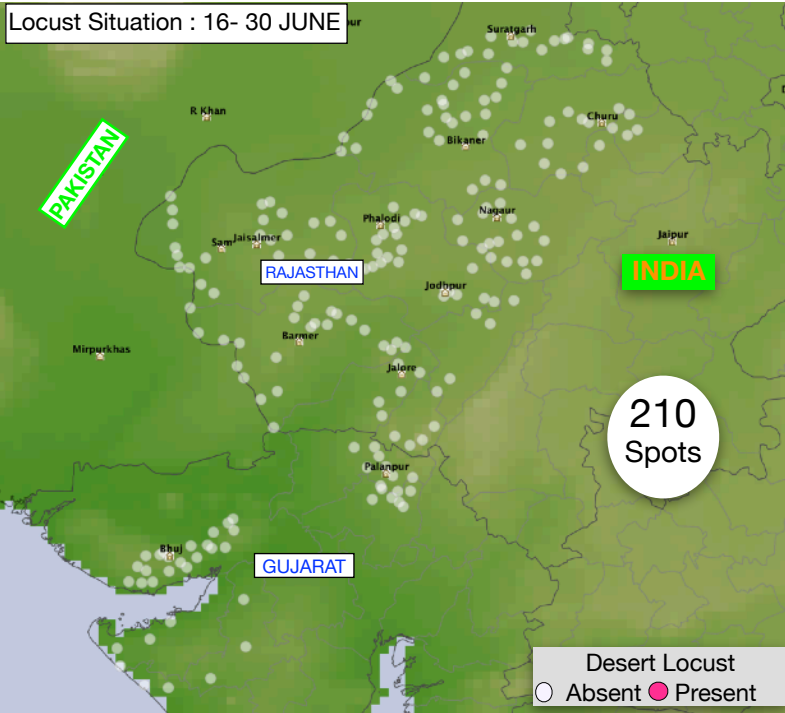 Locust Situation : 16- 30 JUNE
Suratgarh
R Khan
Churu
PAKISTAN
Bikaner
Nagaur
Phalodi
Jaipur
Sam
Jaisalmer
RAJASTHAN
INDIA
Jodhpur
Barmer
Mirpurkhas
Jalore
210
Spots
Palanpur
Bhuj
GUJARAT
Desert Locust
Absent
Present